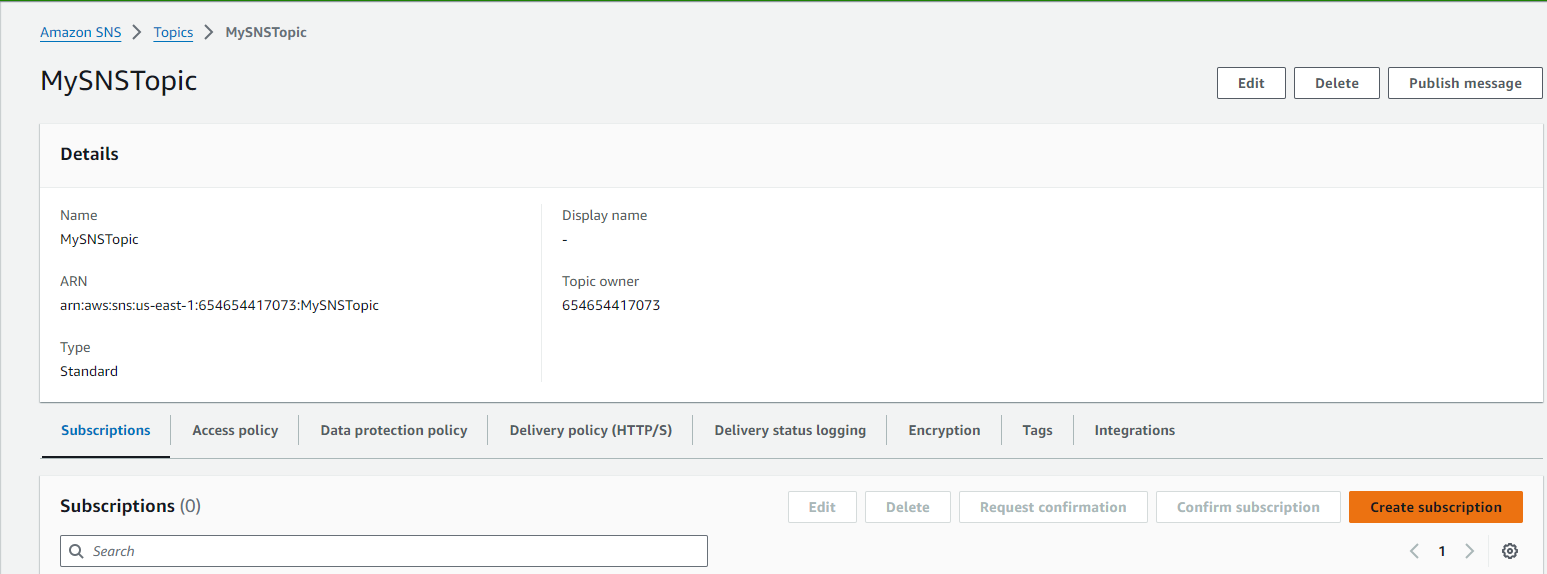 Amazon SNS > Topics > MySNSTopic
MySNSTopic
Edit Delete Publish message
Details
Name Display name
MySNSTopic -
ARN Topic owner
arn:aws:sns:us-east-1:654654417073:MySNSTopic 654654417073
Type
Standard
Subscriptions Access policy Data protection policy Delivery policy (HTTP/S) Delivery status logging Encryption Tags Integrations
Subscriptions (0) Edit Delete Request confirmation Confirm subscription Create subscription
Search 1